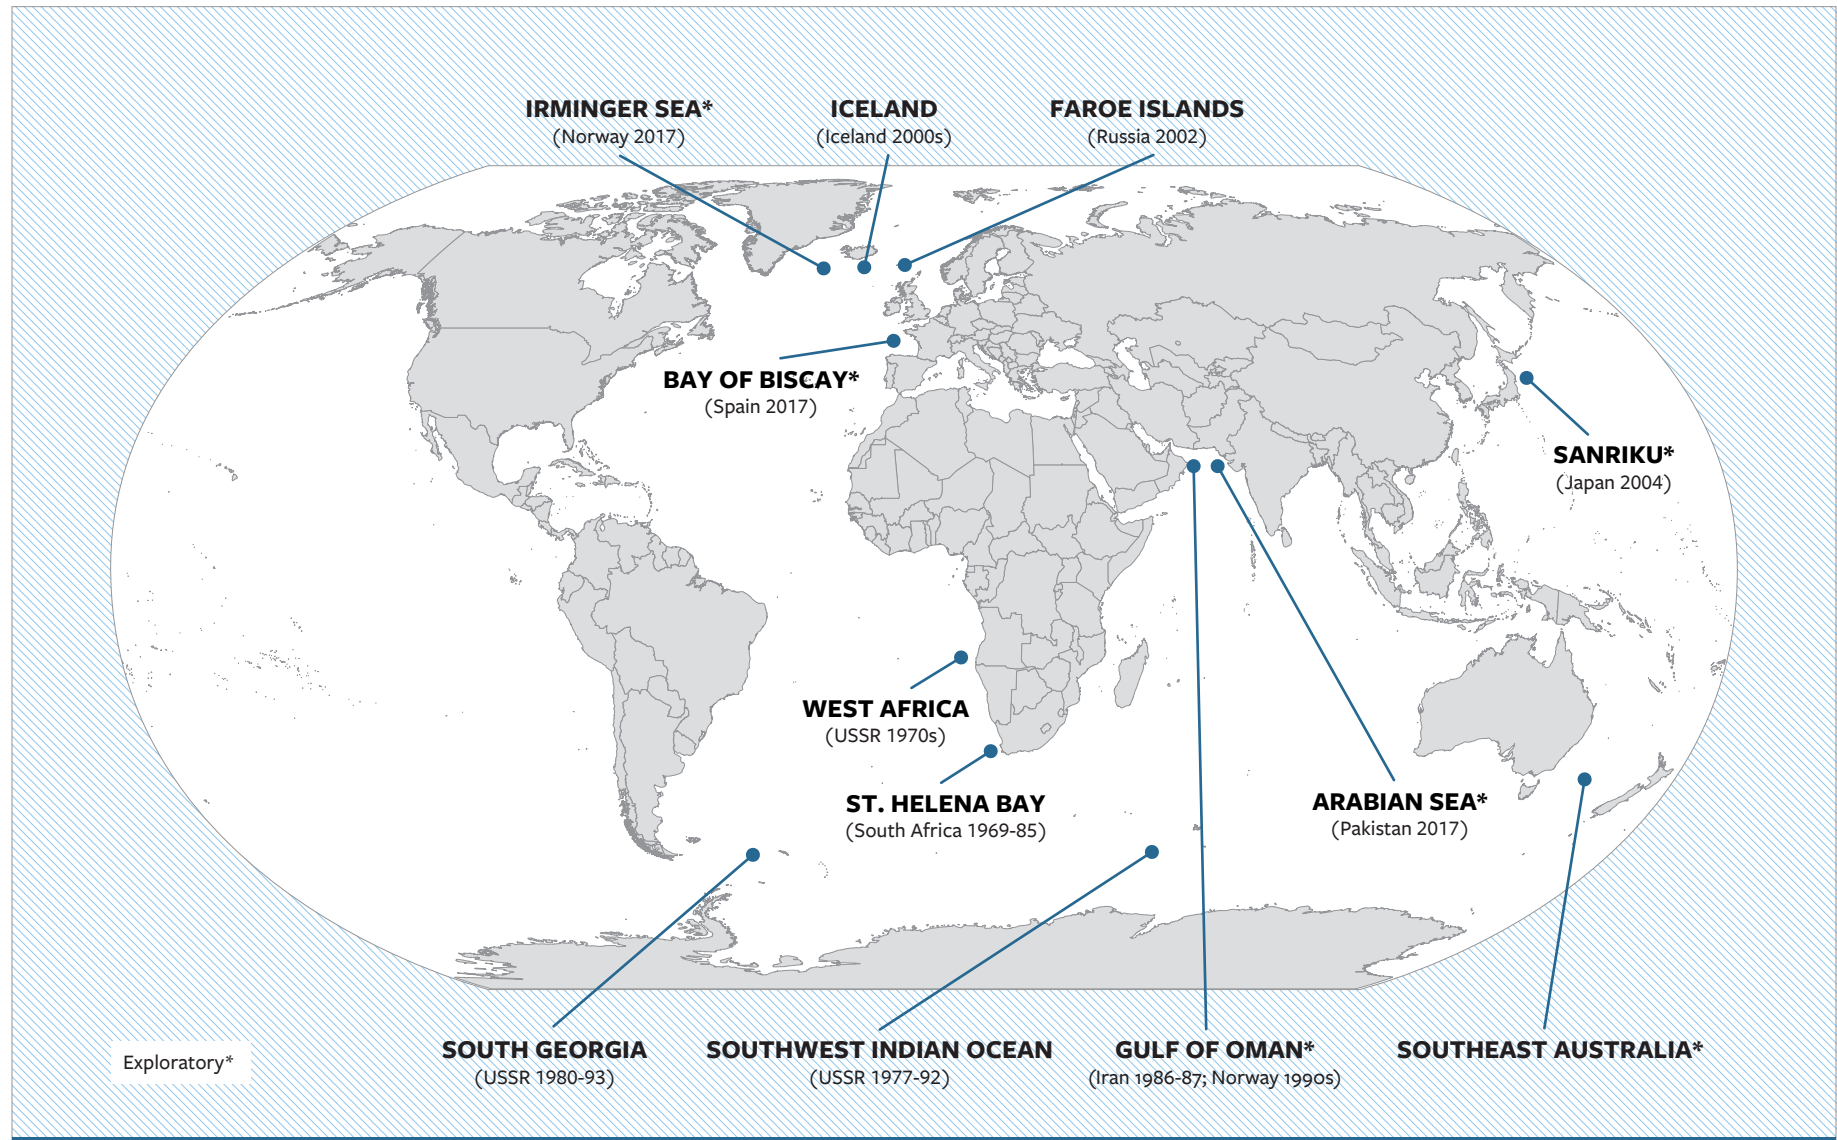 IRMINGER SEA*
(Norway 2017)
ICELAND
(Iceland 2000s)
FAROE ISLANDS
(Russia 2002)
BAY OF BISCAY*
(Spain 2017)
SANRIKU*
(Japan 2004)
WEST AFRICA
(USSR 1970s)
ST. HELENA BAY
(South Africa 1969-85)
ARABIAN SEA*
(Pakistan 2017)
SOUTH GEORGIA
(USSR 1980-93)
SOUTHWEST INDIAN OCEAN
(USSR 1977-92)
GULF OF OMAN*
(Iran 1986-87; Norway 1990s)
SOUTHEAST AUSTRALIA*
Exploratory*